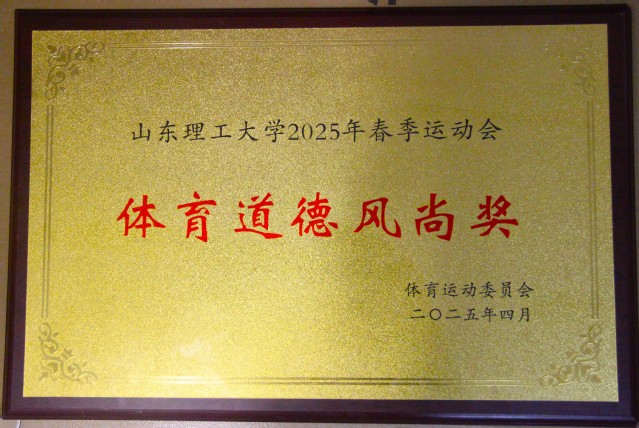 山东理工大学2025年春季运动会
体育道德风尚奖
体育运动委员会
二〇二五年四月